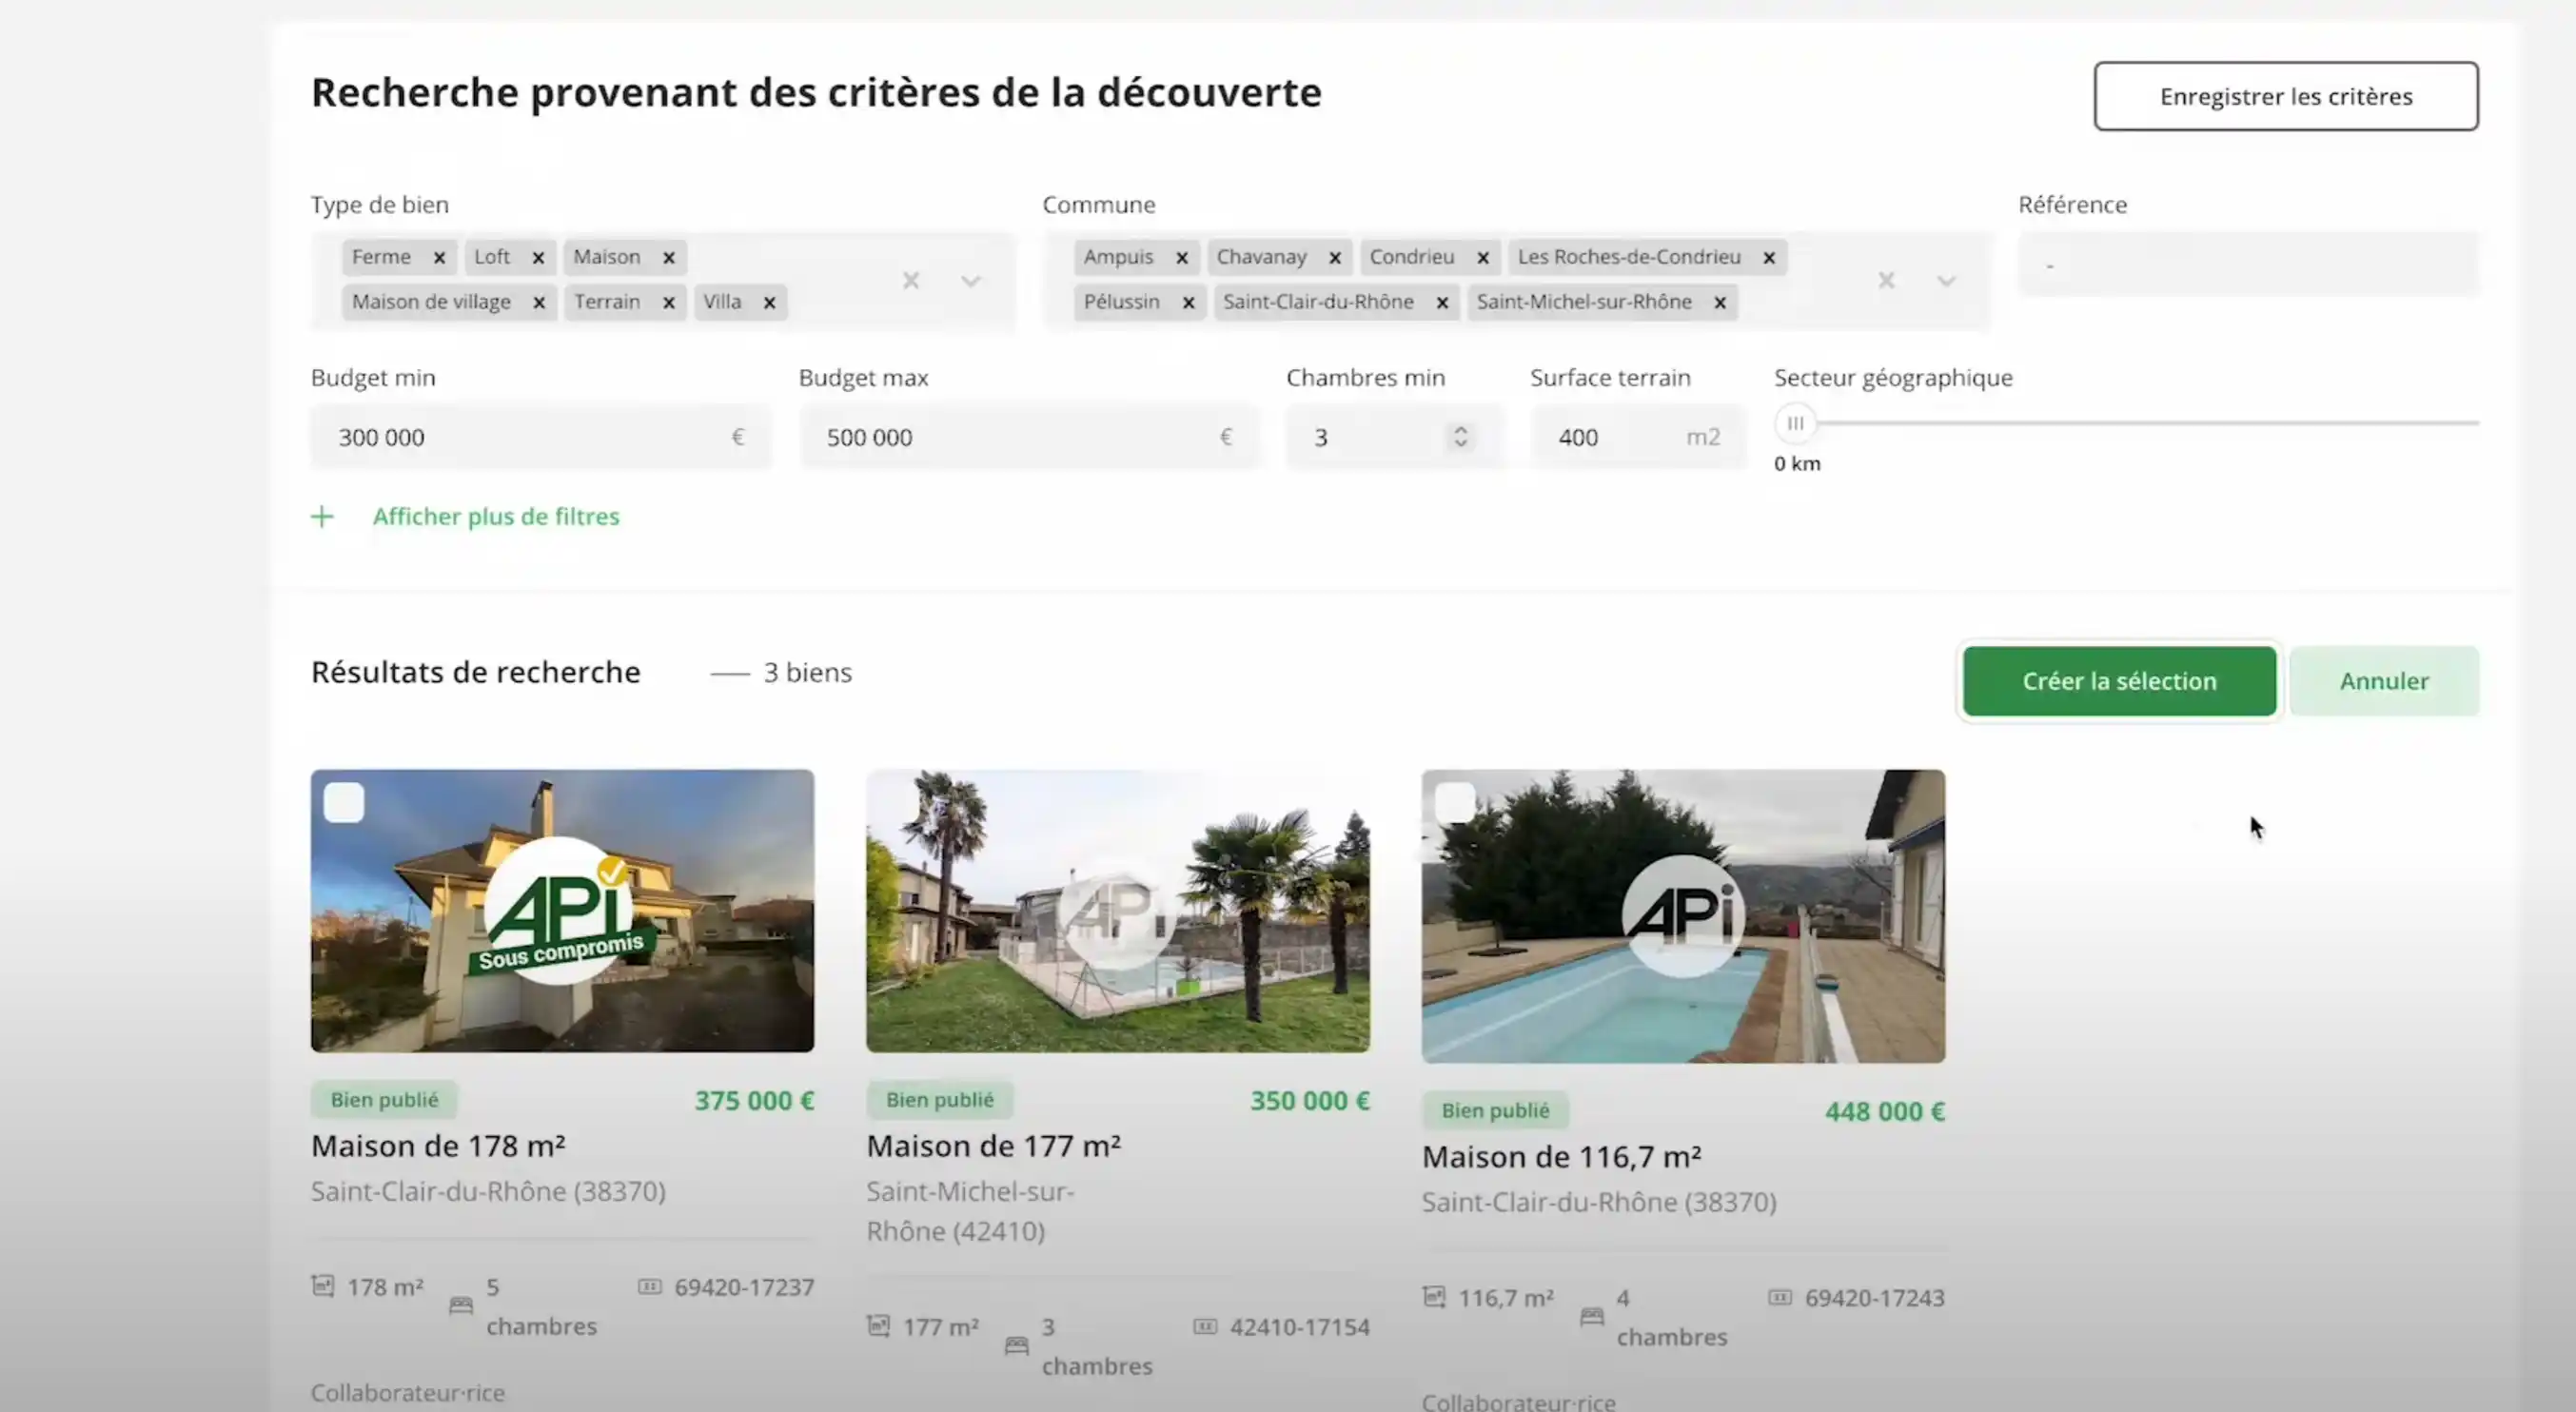 Recherche provenant des critères de la découverte
Enregistrer les critères
Type de bien
Commune
Référence
Ferme × Loft × Maison ×
Maison de village × Terrain × Villa ×
Ampuis × Chavanay × Condrieu × Les Roches-de-Condrieu ×
Pélussin × Saint-Clair-du-Rhône × Saint-Michel-sur-Rhône ×
-
Budget min
Budget max
Chambres min
Surface terrain
Secteur géographique
300 000 €
500 000 €
3
400 m2
0 km
+ Afficher plus de filtres
Résultats de recherche — 3 biens
Créer la sélection
Annuler
APi
Sous compromis
AP
APi
Bien publié 375 000 €
Maison de 178 m²
Saint-Clair-du-Rhône (38370)
178 m² 5 chambres 69420-17237
Collaborateur·rice
Bien publié 350 000 €
Maison de 177 m²
Saint-Michel-sur-
Rhône (42410)
177 m² 3 chambres 42410-17154
Bien publié 448 000 €
Maison de 116,7 m²
Saint-Clair-du-Rhône (38370)
116,7 m² 4 chambres 69420-17243
Collaborateur·rice